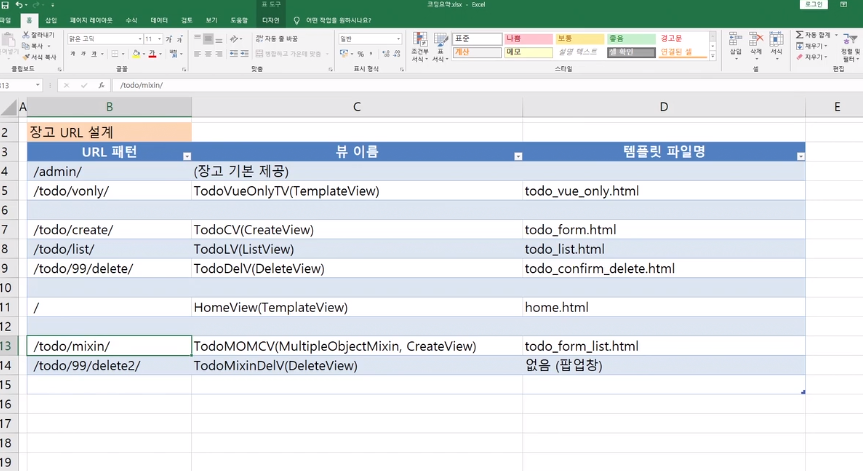 코딩요약.xlsx - Excel
표 도구
로그인
파일 홈 삽입 페이지 레이아웃 수식 데이터 검토 보기 도움말 디자인 어떤 작업을 원하시나요?
잘라내기
복사
서식 복사
맑은 고딕 11
자동 줄 바꿈
병합하고 가운데 맞춤
일반
조건부 서식
표 서식
표준 나쁨 보통 좋음 경고문
계산 메모 설명 텍스트 셀 확인 연결된 셀
삽입 삭제 서식
자동 합계
채우기
지우기
정렬 및 필터
클립보드 글꼴 맞춤 표시 형식 스타일 셀 편집
/todo/mixin/
A B C D E
2 장고 URL 설계
3 URL 패턴 뷰 이름 템플릿 파일명
4 /admin/ (장고 기본 제공)
5 /todo/vonly/ TodoVueOnlyTV(TemplateView) todo_vue_only.html
6
7 /todo/create/ TodoCV(CreateView) todo_form.html
8 /todo/list/ TodoLV(ListView) todo_list.html
9 /todo/99/delete/ TodoDelV(DeleteView) todo_confirm_delete.html
10
11 / HomeView(TemplateView) home.html
12
13 /todo/mixin/ TodoMOMCV(MultipleObjectMixin, CreateView) todo_form_list.html
14 /todo/99/delete2/ TodoMixinDelV(DeleteView) 없음 (팝업창)
15
16
17
18
19